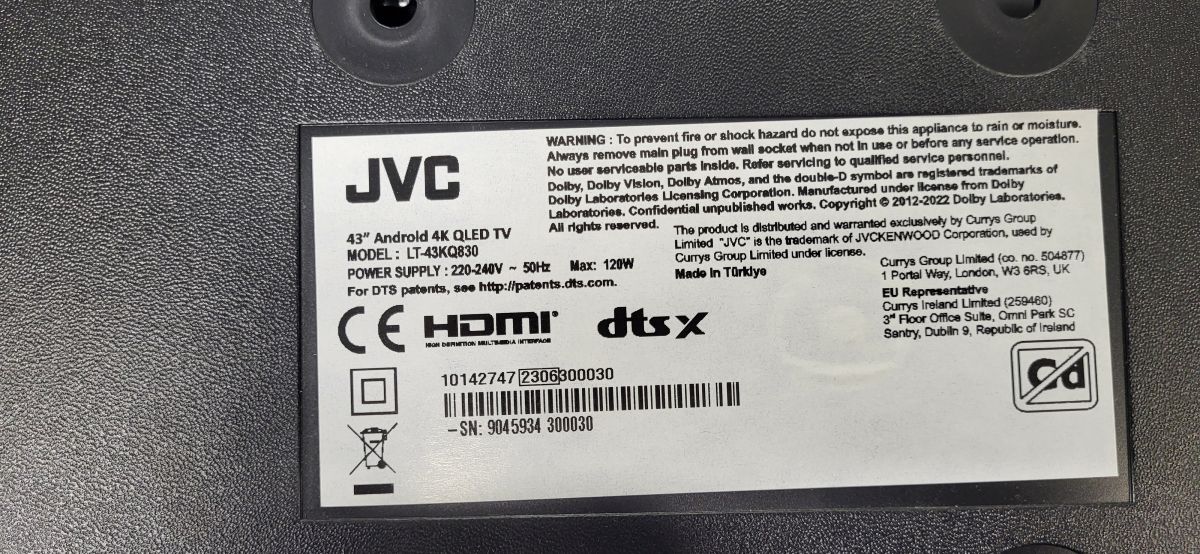 JVC
43" Android 4K QLED TV
MODEL : LT-43KQ830
POWER SUPPLY : 220-240V ~ 50Hz Max: 120W
For DTS patents, see http://patents.dts.com.
WARNING : To prevent fire or shock hazard do not expose this appliance to rain or moisture.
Always remove main plug from wall socket when not in use or before any service operation.
No user serviceable parts inside. Refer servicing to qualified service personnel.
Dolby, Dolby Vision, Dolby Atmos, and the double-D symbol are registered trademarks of
Dolby Laboratories Licensing Corporation. Manufactured under license from Dolby
Laboratories. Confidential unpublished works. Copyright © 2012-2022 Dolby Laboratories.
All rights reserved.
The product is distributed and warranted exclusively by Currys Group
Limited "JVC" is the trademark of JVCKENWOOD Corporation, used by
Currys Group Limited under license.
Made in Türkiye
Currys Group Limited (co. no. 504877)
1 Portal Way, London, W3 6RS, UK
EU Representative
Currys Ireland Limited (259460)
3rd Floor Office Suite, Omni Park SC
Santry, Dublin 9, Republic of Ireland
CE HDMI
HIGH DEFINITION MULTIMEDIA INTERFACE
dts X
Cd
10142747 2306300030
-SN: 9045934 300030